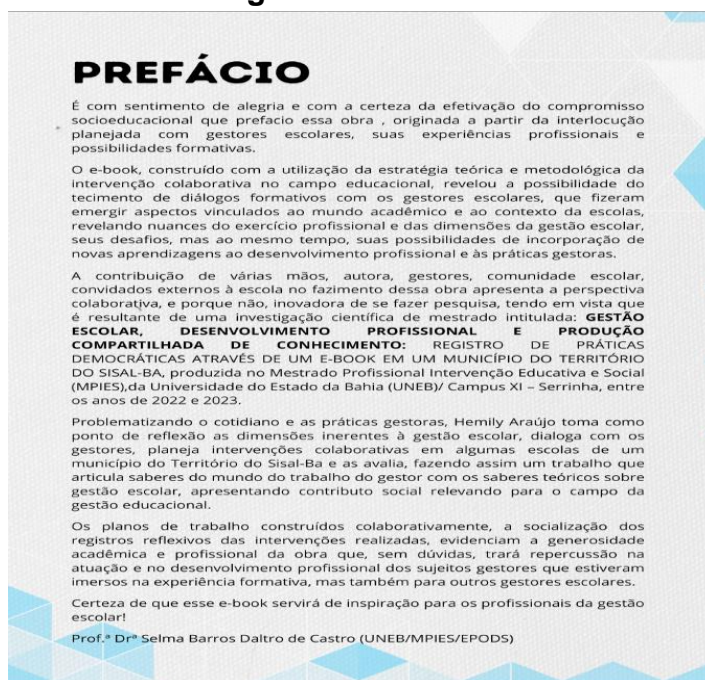 PREFÁCIO
É com sentimento de alegria e com a certeza da efetivação do compromisso
socioeducacional que prefacio essa obra , originada a partir da interlocução
planejada com gestores escolares, suas experiências profissionais e
possibilidades formativas.
O e-book, construído com a utilização da estratégia teórica e metodológica da
intervenção colaborativa no campo educacional, revelou a possibilidade do
tecimento de diálogos formativos com os gestores escolares, que fizeram
emergir aspectos vinculados ao mundo acadêmico e ao contexto da escolas,
revelando nuances do exercício profissional e das dimensões da gestão escolar,
seus desafios, mas ao mesmo tempo, suas possibilidades de incorporação de
novas aprendizagens ao desenvolvimento profissional e às práticas gestoras.
A contribuição de várias mãos, autora, gestores, comunidade escolar,
convidados externos à escola no fazimento dessa obra apresenta a perspectiva
colaborativa, e porque não, inovadora de se fazer pesquisa, tendo em vista que
é resultante de uma investigação científica de mestrado intitulada: GESTÃO
ESCOLAR, DESENVOLVIMENTO PROFISSIONAL E PRODUÇÃO
COMPARTILHADA DE CONHECIMENTO: REGISTRO DE PRÁTICAS
DEMOCRÁTICAS ATRAVÉS DE UM E-BOOK EM UM MUNICÍPIO DO TERRITÓRIO
DO SISAL-BA, produzida no Mestrado Profissional Intervenção Educativa e Social
(MPIES),da Universidade do Estado da Bahia (UNEB)/ Campus XI – Serrinha, entre
os anos de 2022 e 2023.
Problematizando o cotidiano e as práticas gestoras, Hemily Araújo toma como
ponto de reflexão as dimensões inerentes à gestão escolar, dialoga com os
gestores, planeja intervenções colaborativas em algumas escolas de um
município do Território do Sisal-Ba e as avalia, fazendo assim um trabalho que
articula saberes do mundo do trabalho do gestor com os saberes teóricos sobre
gestão escolar, apresentando contributo social relevando para o campo da
gestão educacional.
Os planos de trabalho construídos colaborativamente, a socialização dos
registros reflexivos das intervenções realizadas, evidenciam a generosidade
acadêmica e profissional da obra que, sem dúvidas, trará repercussão na
atuação e no desenvolvimento profissional dos sujeitos gestores que estiveram
imersos na experiência formativa, mas também para outros gestores escolares.
Certeza de que esse e-book servirá de inspiração para os profissionais da gestão
escolar!
Prof.ª Drª Selma Barros Daltro de Castro (UNEB/MPIES/EPODS)